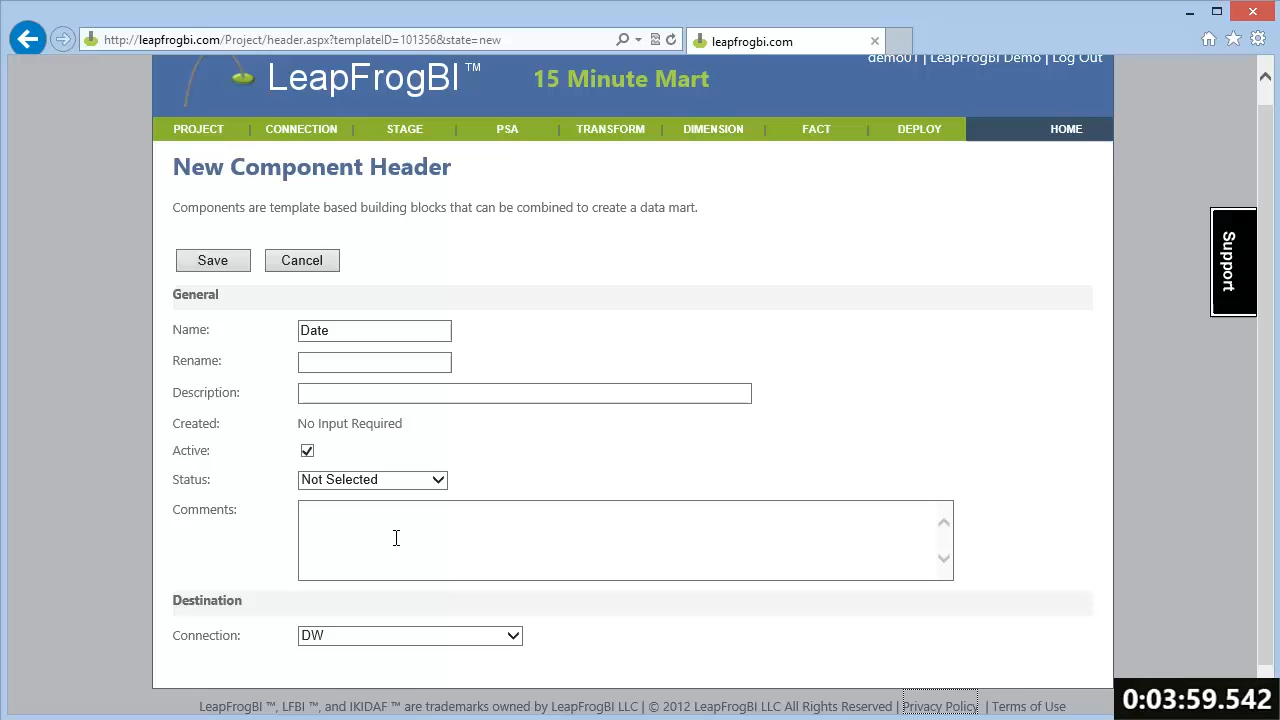 http://leapfrogbi.com/Project/header.aspx?templateID=101356&state=new
leapfrogbi.com
demo01 | LeapFrogBI Demo | Log Out
LeapFrogBI™
15 Minute Mart
PROJECT | CONNECTION | STAGE | PSA | TRANSFORM | DIMENSION | FACT | DEPLOY HOME
New Component Header
Components are template based building blocks that can be combined to create a data mart.
Save Cancel
General
Name: Date
Rename:
Description:
Created: No Input Required
Active:
Status: Not Selected
Comments:
Destination
Connection: DW
Support
LeapFrogBI ™, LFBI ™, and IKIDAF ™ are tradmarks owned by LeapFrogBI LLC | © 2012 LeapFrogBI LLC All Rights Reserved | Privacy Policy | Terms of Use
0:03:59.542